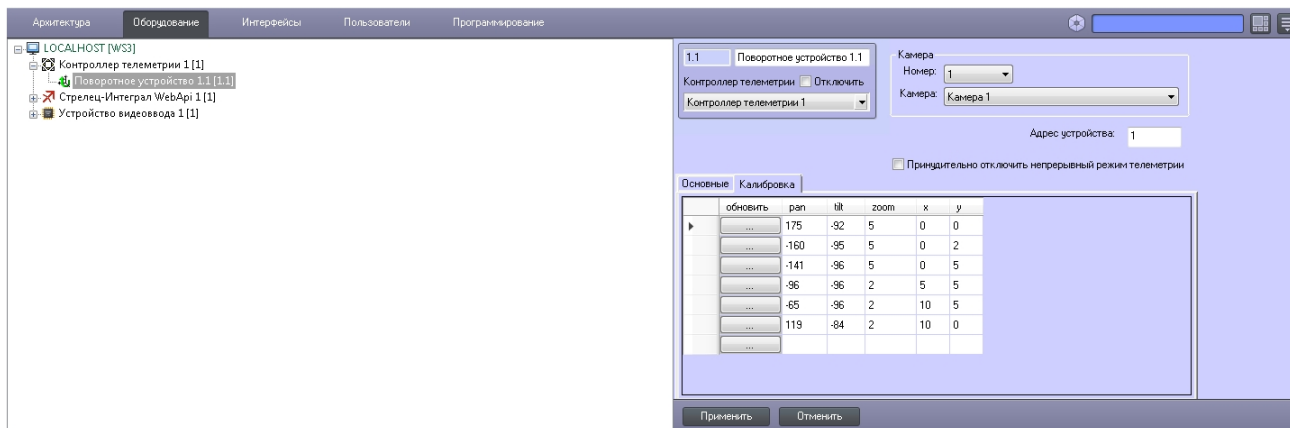 Архитектура Оборудование Интерфейсы Пользователи Программирование
LOCALHOST [WS3]
Контроллер телеметрии 1 [1]
Поворотное устройство 1.1 [1.1]
Стрелец-Интеграл WebApi 1 [1]
Устройство видеоввода 1 [1]
1.1 Поворотное устройство 1.1
Контроллер телеметрии Отключить
Контроллер телеметрии 1
Камера
Номер: 1
Камера: Камера 1
Адрес устройства: 1
Принудительно отключить непрерывный режим телеметрии
Основные Калибровка
обновить pan tilt zoom x y
... 175 -92 5 0 0
... -160 -95 5 0 2
... -141 -96 5 0 5
... -96 -96 2 5 5
... -65 -96 2 10 5
... 119 -84 2 10 0
...
Применить Отменить